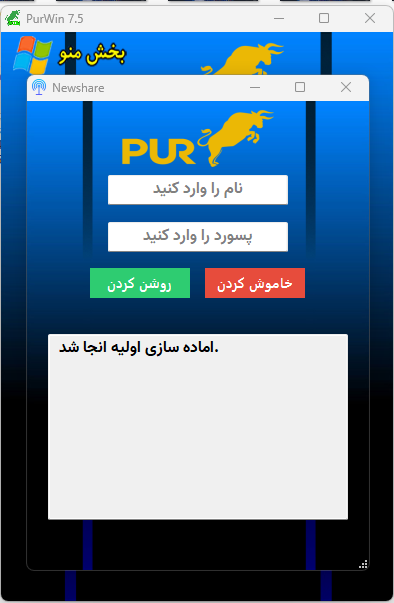 PurWin 7.5
بخش منو
Newshare
PUR
نام را وارد کنید
پسورد را وارد کنید
روشن کردن
خاموش کردن
اماده سازی اولیه انجا شد.